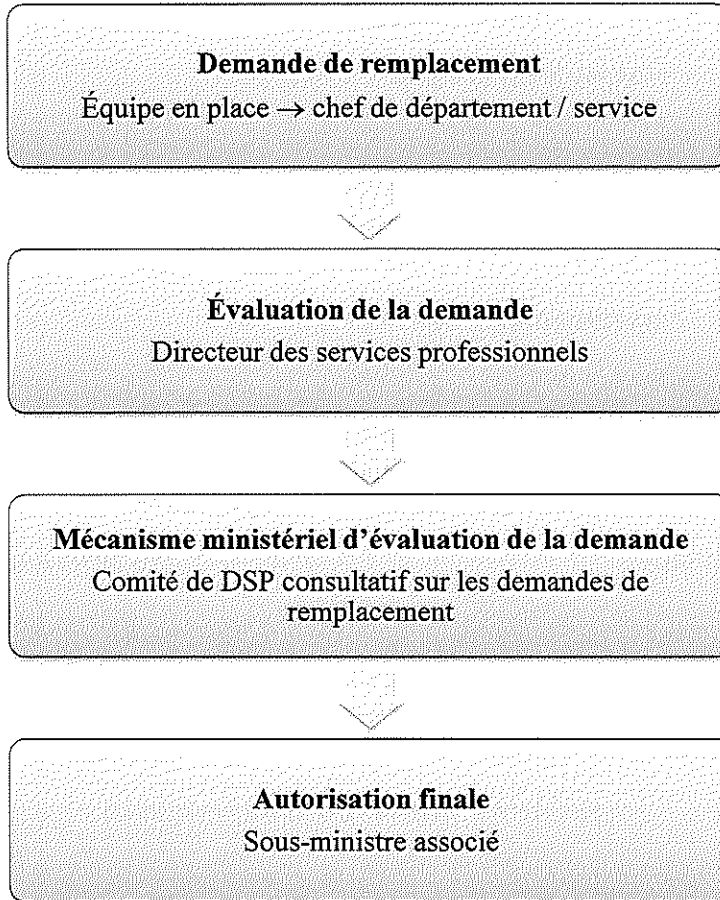 Demande de remplacement
Équipe en place → chef de département / service
Évaluation de la demande
Directeur des services professionnels
Mécanisme ministériel d'évaluation de la demande
Comité de DSP consultatif sur les demandes de
remplacement
Autorisation finale
Sous-ministre associé